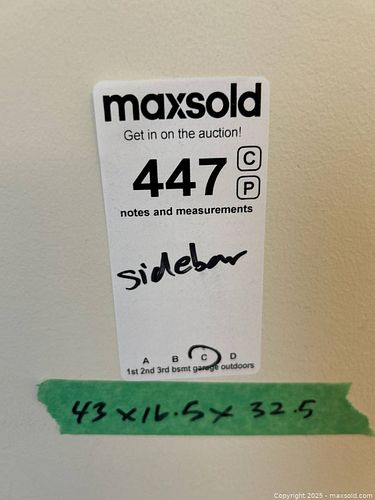 maxsold
Get in on the auction!
447 C
P
notes and measurements
sidebar
A B C D
1st 2nd 3rd bsmt garage outdoors
43 x 16.5 x 32.5
Copyright 2025 - maxsold.com